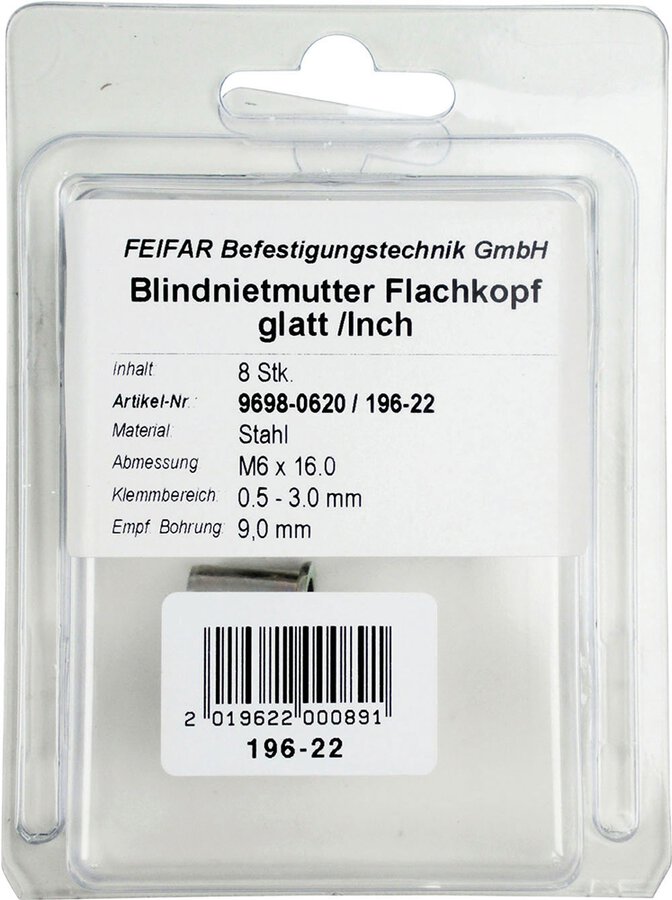 FEIFAR Befestigungstechnik GmbH
Blindnietmutter Flachkopf
glatt /Inch
Inhalt: 8 Stk.
Artikel-Nr.: 9698-0620 / 196-22
Material: Stahl
Abmessung: M6 x 16.0
Klemmbereich: 0.5 - 3.0 mm
Empf. Bohrung: 9,0 mm
2 019622 000891
196-22